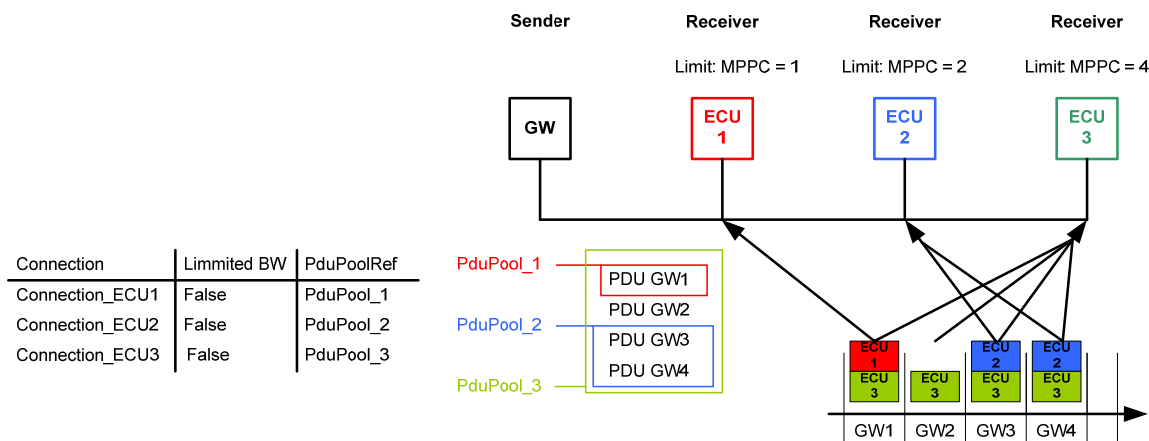 Sender
Receiver
Receiver
Receiver
Limit: MPPC = 1
Limit: MPPC = 2
Limit: MPPC = 4
GW
ECU
1
ECU
2
ECU
3
Connection Limmited BW PduPoolRef
Connection_ECU1 False PduPool_1
Connection_ECU2 False PduPool_2
Connection_ECU3 False PduPool_3
PduPool_1
PduPool_2
PduPool_3
PDU GW1
PDU GW2
PDU GW3
PDU GW4
ECU
1
ECU
3
ECU
3
ECU
2
ECU
3
ECU
2
ECU
3
GW1 GW2 GW3 GW4